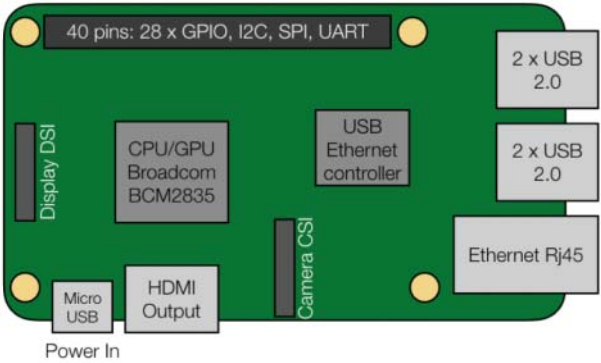 40 pins: 28 x GPIO, I2C, SPI, UART
2 x USB
2.0
USB
Ethernet
controller
CPU/GPU
Broadcom
BCM2835
Display DSI
2 x USB
2.0
Camera CSI
Ethernet Rj45
Micro
USB
HDMI
Output
Power In